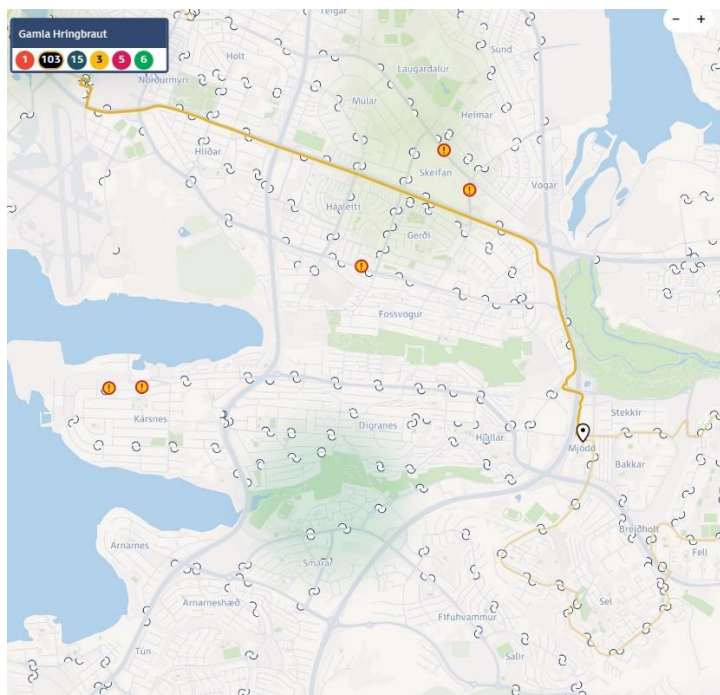 Teigar
− +
Gamla Hringbraut
Sund
Holt
1 103 15 3 5 6
Laugardalur
Norðurmýri
Múlar
Heimar
Hlíðar
Skeifan
Vogar
Háaleiti
Gerði
Fossvogur
Kársnes
Stekkir
Digranes
Hjallar
Mjódd
Bakkar
Breiðholt
Arnarnes
Fell
Smárar
Arnarneshæð
Sel
Fífuhvammur
Tún
Salir